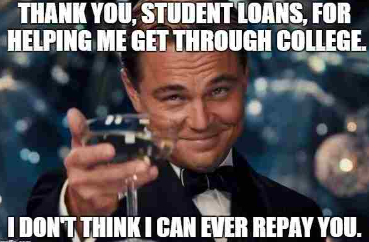 THANK YOU, STUDENT LOANS, FOR
HELPING ME GET THROUGH COLLEGE.
I DON'T THINK I CAN EVER REPAY YOU.